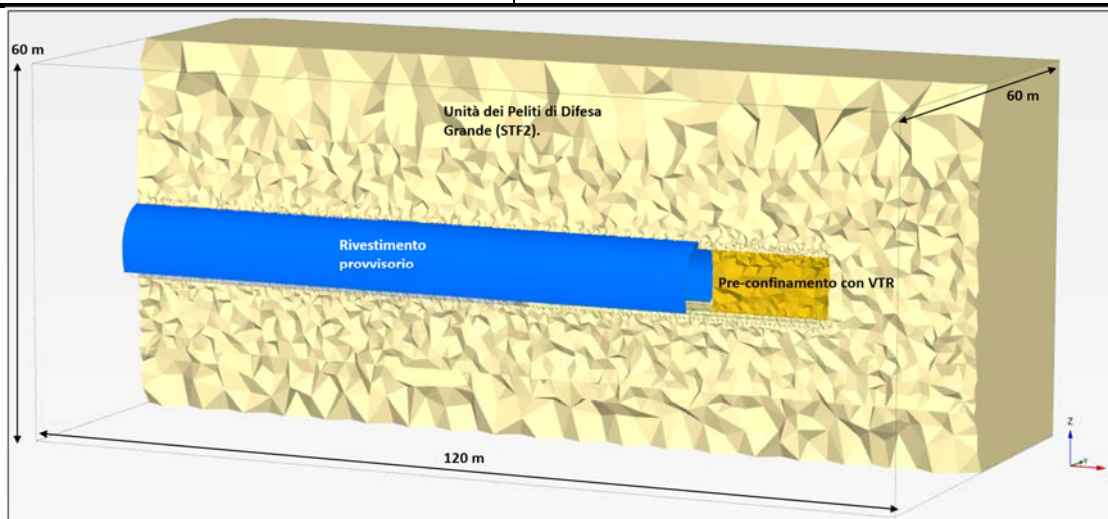 60 m
60 m
Unità dei Peliti di Difesa
Grande (STF2).
Rivestimento
provvisorio
Pre-confinamento con VTR
120 m
Z
Y